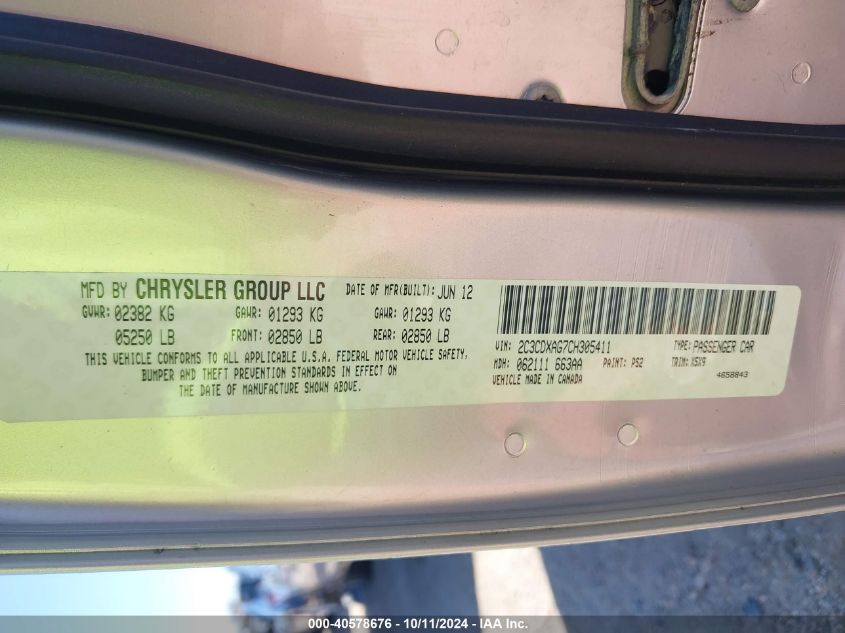 MFD BY CHRYSLER GROUP LLC DATE OF MFR(BUILT): JUN 12
GVWR: 02382 KG GAWR: 01293 KG GAWR: 01293 KG
05250 LB FRONT: 02850 LB REAR: 02850 LB
THIS VEHICLE CONFORMS TO ALL APPLICABLE U.S.A. FEDERAL MOTOR VEHICLE SAFETY,
BUMPER AND THEFT PREVENTION STANDARDS IN EFFECT ON
THE DATE OF MANUFACTURE SHOWN ABOVE.
VIN: 2C3CDXAG7CH305411 TYPE: PASSENGER CAR
MDH: 062111 663AA PAINT: PS2 TRIM: X5X9
VEHICLE MADE IN CANADA 4658843
000-40578676 - 10/11/2024 - IAA Inc.